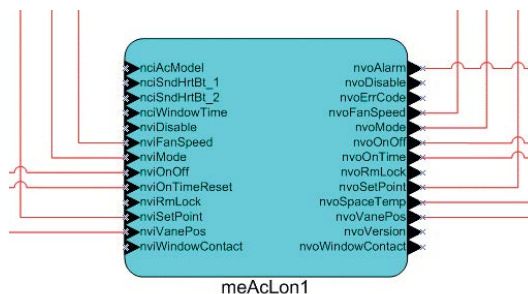 nciAcModel nvoAlarm
nciSndHrtBt_1 nvoDisable
nciSndHrtBt_2 nvoErrCode
nciWindowTime nvoFanSpeed
nviDisable nvoMode
nviFanSpeed nvoOnOff
nviMode nvoOnTime
nviOnOff nvoRmLock
nviOnTimeReset nvoSetPoint
nviRmLock nvoSpaceTemp
nviSetPoint nvoVanePos
nviVanePos nvoVersion
nviWindowContact nvoWindowContact
meAcLon1